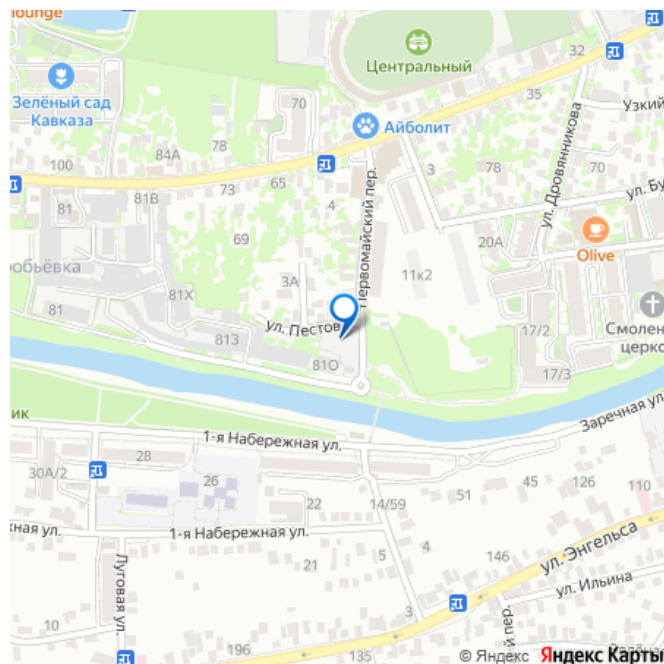 lounge
Зелёный сад
Кавказа
Центральный
32
35
Узкий
70
Айболит
ул. Дровянникова
100
84А
78
3
78
70
73
65
81В
81
4
Первомайский пер.
ул. Бу
69
20А
Olive
робьёвка
3А
11к2
81Х
81
813
ул. Пестов
81О
17/2
Смолен
церко
17/3
ик
1-я Набережная ул.
Заречная ул.
30А/2
28
26
22
14/59
51
45
126
110
жная ул.
1-я Набережная ул.
Луговая ул.
21
5
4
146
ул. Энгельса
ул. Ильина
й пер.
3
196
135
© Яндекс Яндекс Карты